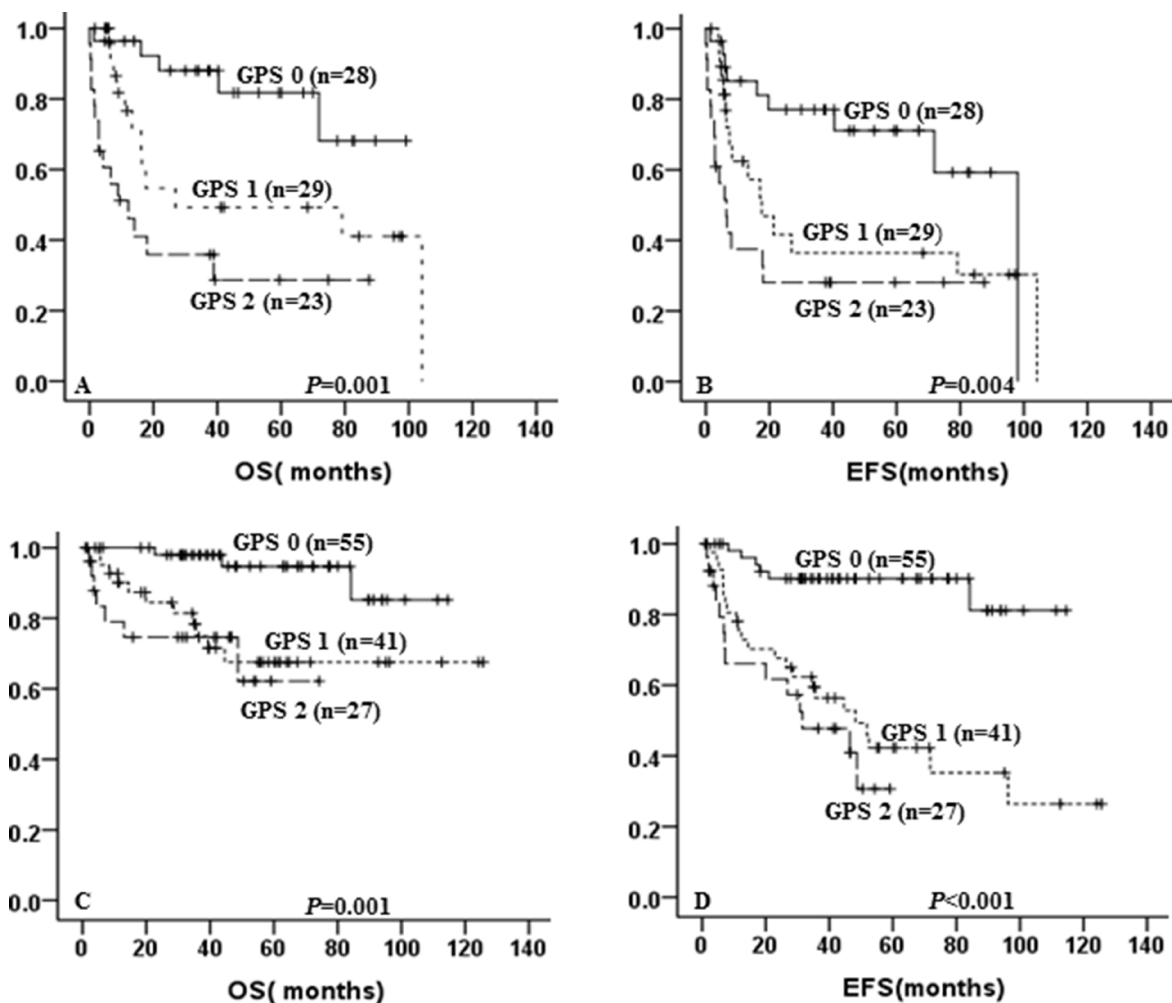 1.0
0.8
0.6
0.4
0.2
0.0
GPS 0 (n=28)
GPS 1 (n=29)
GPS 2 (n=23)
A
P=0.001
0 20 40 60 80 100 120 140
OS( months)
1.0
0.8
0.6
0.4
0.2
0.0
GPS 0 (n=28)
GPS 1 (n=29)
GPS 2 (n=23)
B
P=0.004
0 20 40 60 80 100 120 140
EFS(months)
1.0
0.8
0.6
0.4
0.2
0.0
GPS 0 (n=55)
GPS 1 (n=41)
GPS 2 (n=27)
C
P=0.001
0 20 40 60 80 100 120 140
OS( months)
1.0
0.8
0.6
0.4
0.2
0.0
GPS 0 (n=55)
GPS 1 (n=41)
GPS 2 (n=27)
D
P<0.001
0 20 40 60 80 100 120 140
EFS(months)